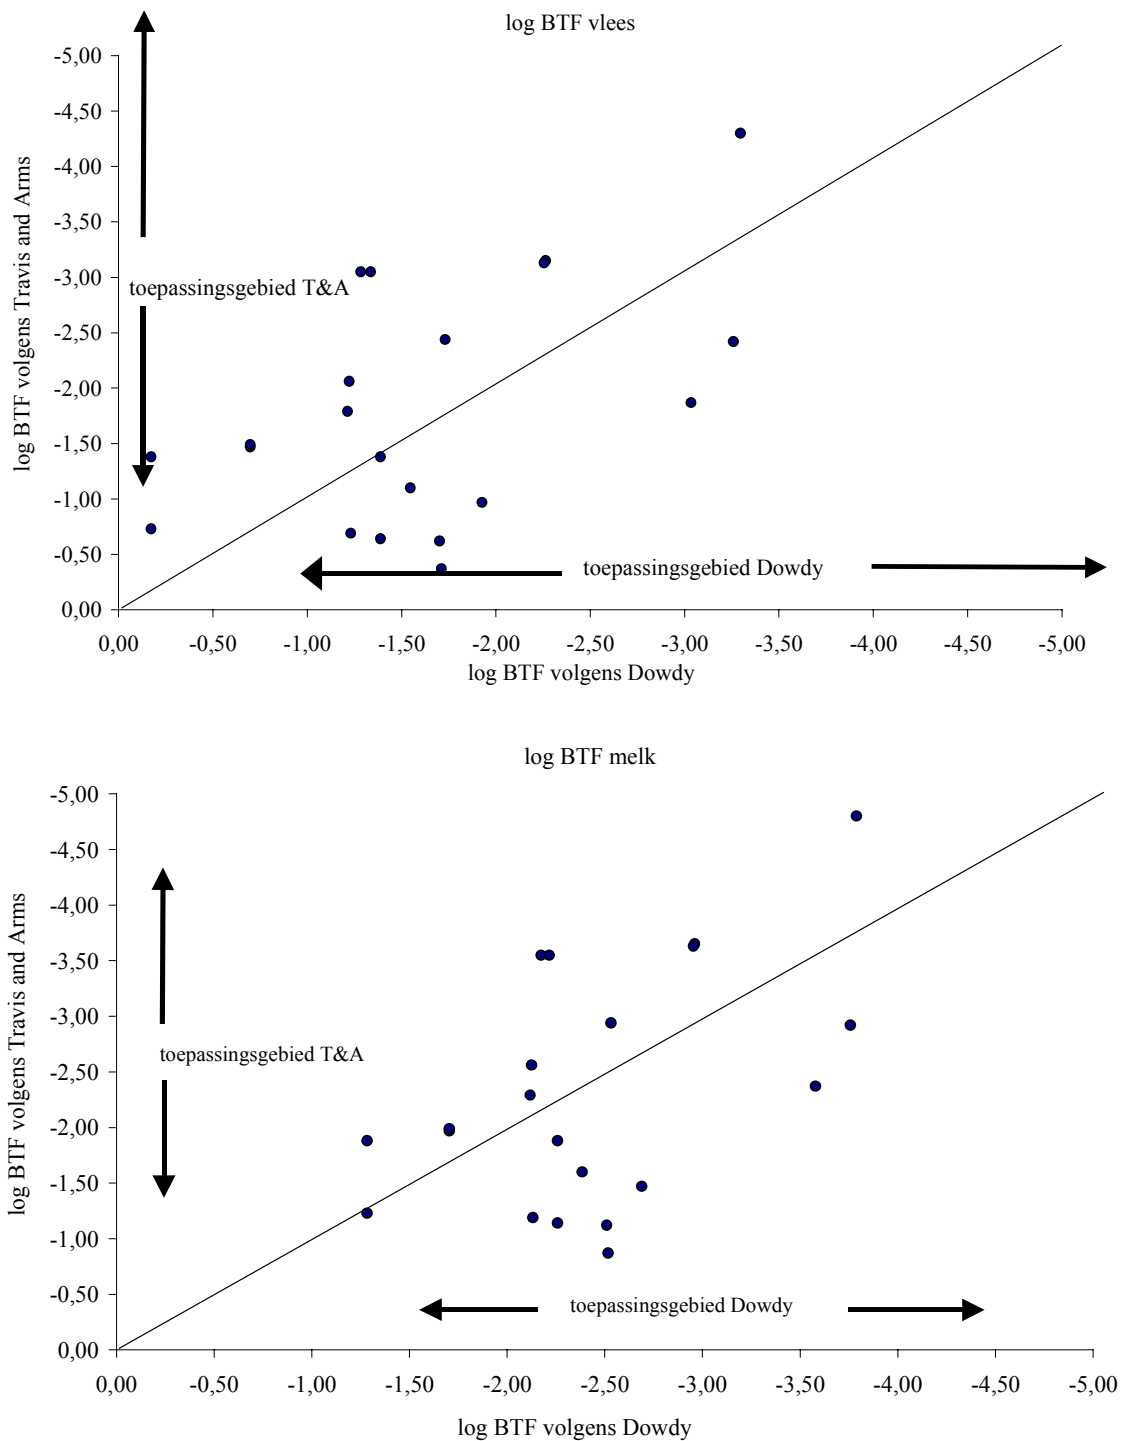 log BTF vlees
-5,00
-4,50
-4,00
-3,50
-3,00
-2,50
-2,00
-1,50
-1,00
-0,50
0,00
log BTF volgens Travis and Arms
toepassingsgebied T&A
toepassingsgebied Dowdy
0,00 -0,50 -1,00 -1,50 -2,00 -2,50 -3,00 -3,50 -4,00 -4,50 -5,00
log BTF volgens Dowdy
log BTF melk
-5,00
-4,50
-4,00
-3,50
-3,00
-2,50
-2,00
-1,50
-1,00
-0,50
0,00
log BTF volgens Travis and Arms
toepassingsgebied T&A
toepassingsgebied Dowdy
0,00 -0,50 -1,00 -1,50 -2,00 -2,50 -3,00 -3,50 -4,00 -4,50 -5,00
log BTF volgens Dowdy